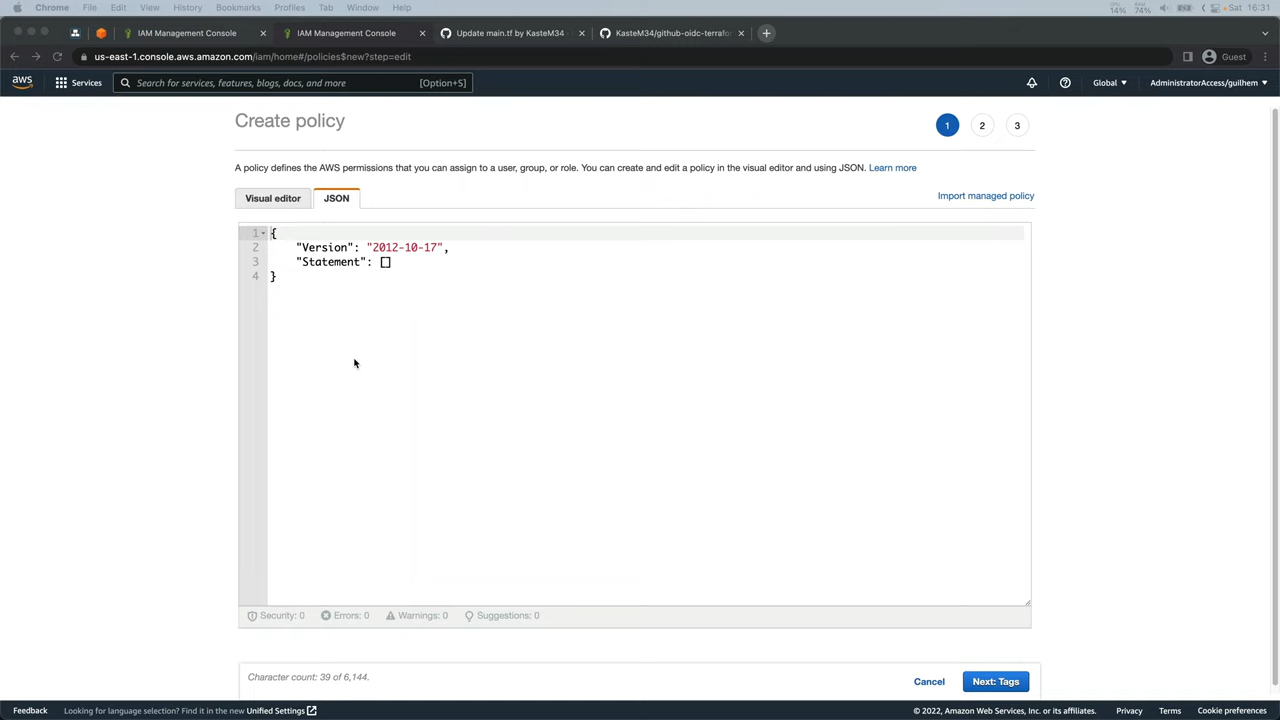 Chrome File Edit View History Bookmarks Profiles Tab Window Help
CPU 14% RAM 74% Sat 16:31
IAM Management Console
IAM Management Console
Update main.tf by KasteM34
KasteM34/github-oidc-terrafo
us-east-1.console.aws.amazon.com/iam/home#/policies$new?step=edit
Guest
aws
Services
Search for services, features, blogs, docs, and more
[Option+S]
Global
AdministratorAccess/guilhem
Create policy
1 2 3
A policy defines the AWS permissions that you can assign to a user, group, or role. You can create and edit a policy in the visual editor and using JSON. Learn more
Visual editor JSON
Import managed policy
1 {
2 "Version": "2012-10-17",
3 "Statement": []
4 }
Security: 0 Errors: 0 Warnings: 0 Suggestions: 0
Character count: 39 of 6,144.
Cancel
Next: Tags
Feedback
Looking for language selection? Find it in the new Unified Settings
© 2022, Amazon Web Services, Inc. or its affiliates.
Privacy Terms Cookie preferences